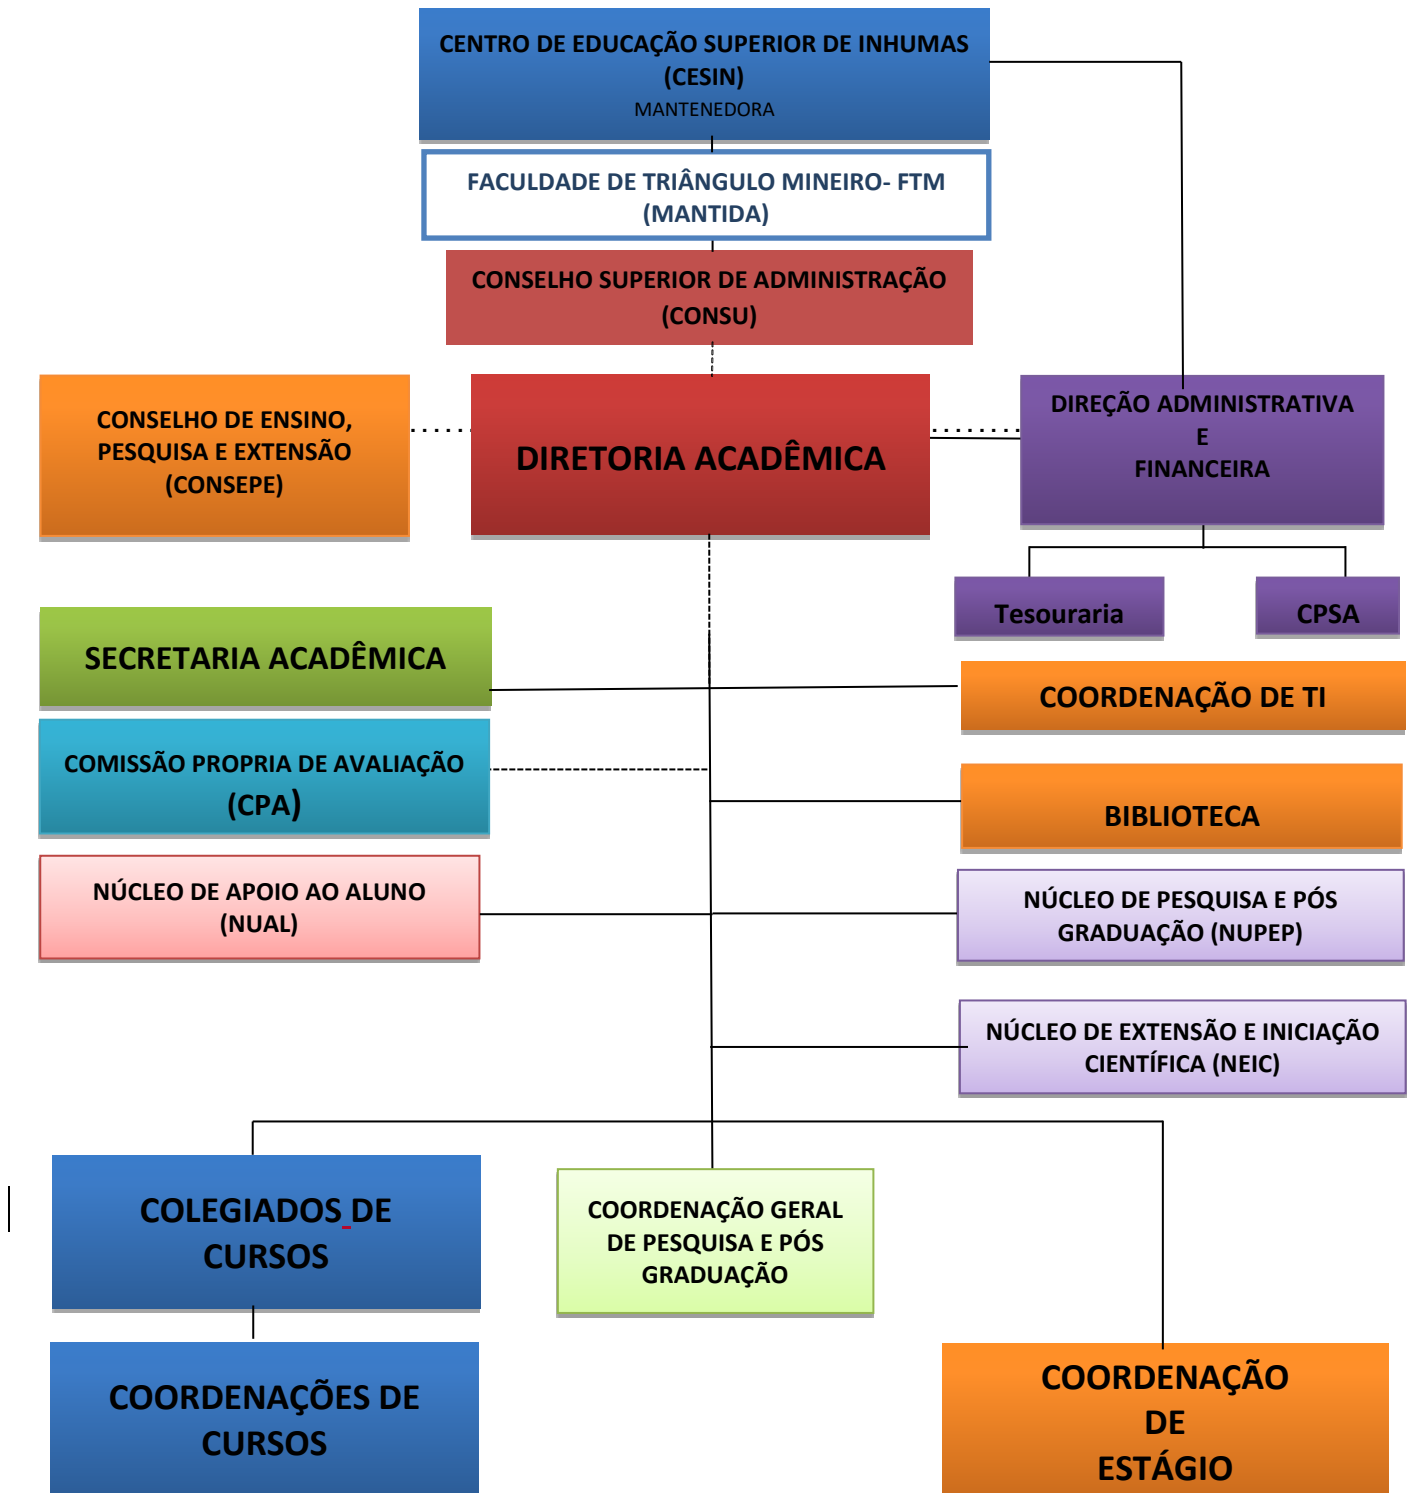 CENTRO DE EDUCAÇÃO SUPERIOR DE INHUMAS
(CESIN)
MANTENEDORA
FACULDADE DE TRIÂNGULO MINEIRO- FTM
(MANTIDA)
CONSELHO SUPERIOR DE ADMINISTRAÇÃO
(CONSU)
CONSELHO DE ENSINO,
PESQUISA E EXTENSÃO
(CONSEPE)
DIRETORIA ACADÊMICA
DIREÇÃO ADMINISTRATIVA
E
FINANCEIRA
Tesouraria
CPSA
SECRETARIA ACADÊMICA
COORDENAÇÃO DE TI
COMISSÃO PROPRIA DE AVALIAÇÃO
(CPA)
BIBLIOTECA
NÚCLEO DE APOIO AO ALUNO
(NUAL)
NÚCLEO DE PESQUISA E PÓS
GRADUAÇÃO (NUPEP)
NÚCLEO DE EXTENSÃO E INICIAÇÃO
CIENTÍFICA (NEIC)
COLEGIADOS DE
CURSOS
COORDENAÇÃO GERAL
DE PESQUISA E PÓS
GRADUAÇÃO
COORDENAÇÕES DE
CURSOS
COORDENAÇÃO
DE
ESTÁGIO